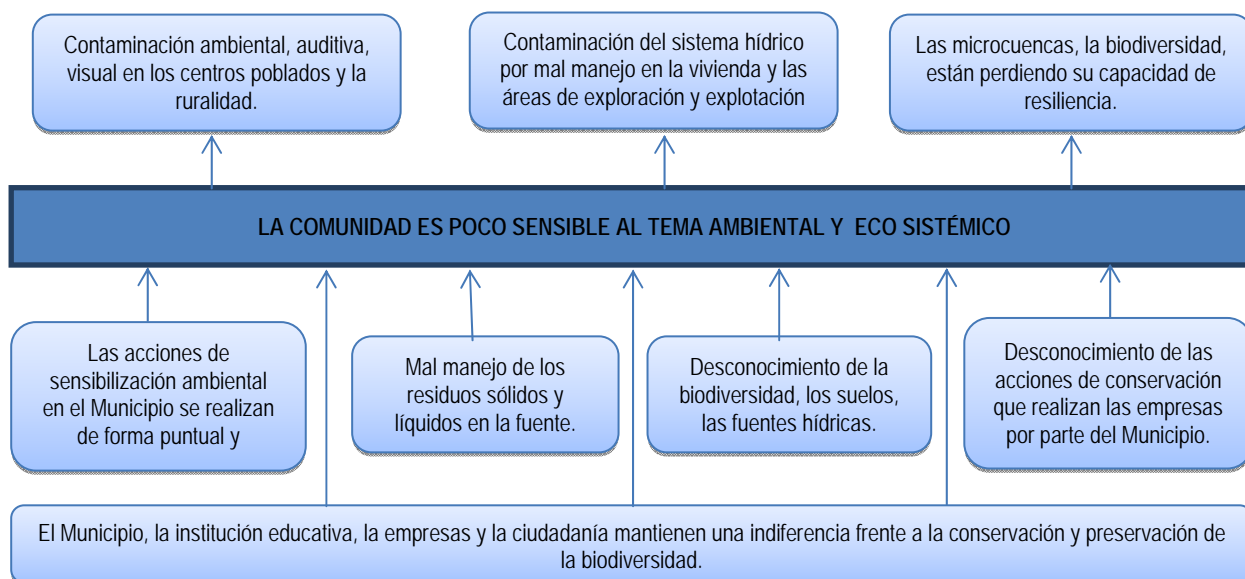 Contaminación ambiental, auditiva,
visual en los centros poblados y la
ruralidad.
Contaminación del sistema hídrico
por mal manejo en la vivienda y las
áreas de exploración y explotación
Las microcuencas, la biodiversidad,
están perdiendo su capacidad de
resiliencia.
LA COMUNIDAD ES POCO SENSIBLE AL TEMA AMBIENTAL Y ECO SISTÉMICO
Las acciones de
sensibilización ambiental
en el Municipio se realizan
de forma puntual y
Mal manejo de los
residuos sólidos y
líquidos en la fuente.
Desconocimiento de la
biodiversidad, los suelos,
las fuentes hídricas.
Desconocimiento de las
acciones de conservación
que realizan las empresas
por parte del Municipio.
El Municipio, la institución educativa, la empresas y la ciudadanía mantienen una indiferencia frente a la conservación y preservación de
la biodiversidad.